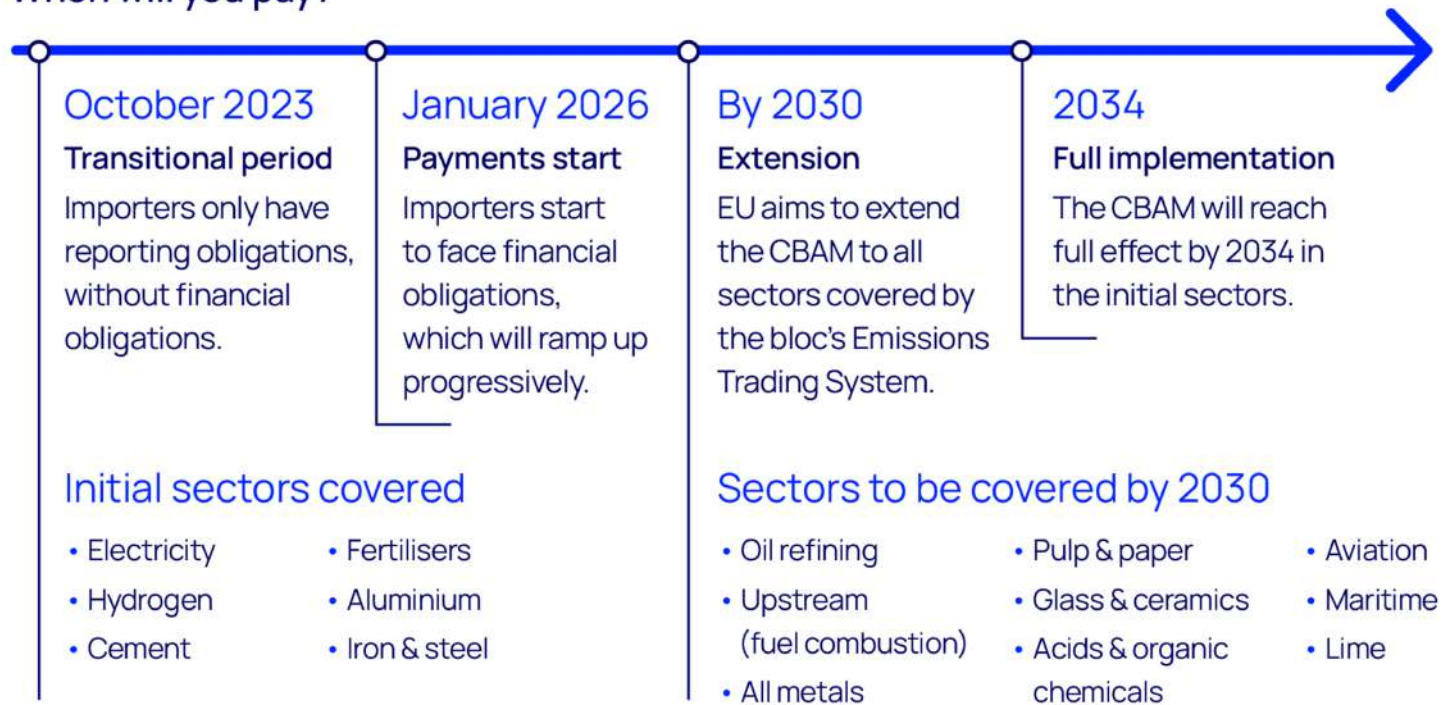 When will you pay?
October 2023
Transitional period
Importers only have
reporting obligations,
without financial
obligations.
January 2026
Payments start
Importers start
to face financial
obligations,
which will ramp up
progressively.
By 2030
Extension
EU aims to extend
the CBAM to all
sectors covered by
the bloc's Emissions
Trading System.
2034
Full implementation
The CBAM will reach
full effect by 2034 in
the initial sectors.
Initial sectors covered
• Electricity
• Hydrogen
• Cement
• Fertilisers
• Aluminium
• Iron & steel
Sectors to be covered by 2030
• Oil refining
• Upstream
(fuel combustion)
• All metals
• Pulp & paper
• Glass & ceramics
• Acids & organic
chemicals
• Aviation
• Maritime
• Lime